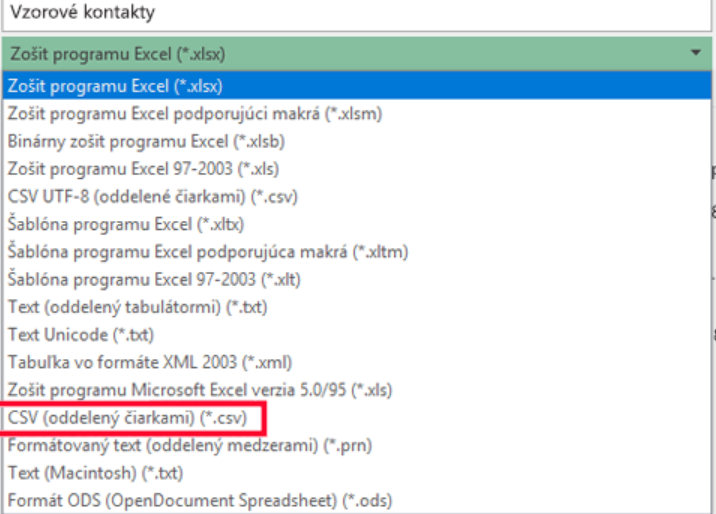 Vzorové kontakty
Zošit programu Excel (*.xlsx)
Zošit programu Excel (*.xlsx)
Zošit programu Excel podporujúci makrá (*.xlsm)
Binárny zošit programu Excel (*.xlsb)
Zošit programu Excel 97-2003 (*.xls)
CSV UTF-8 (oddelené čiarkami) (*.csv)
Šablóna programu Excel (*.xltx)
Šablóna programu Excel podporujúca makrá (*.xltm)
Šablóna programu Excel 97-2003 (*.xlt)
Text (oddelený tabulátormi) (*.txt)
Text Unicode (*.txt)
Tabuľka vo formáte XML 2003 (*.xml)
Zošit programu Microsoft Excel verzia 5.0/95 (*.xls)
CSV (oddelený čiarkami) (*.csv)
Formátovaný text (oddelený medzerami) (*.prn)
Text (Macintosh) (*.txt)
Formát ODS (OpenDocument Spreadsheet) (*.ods)